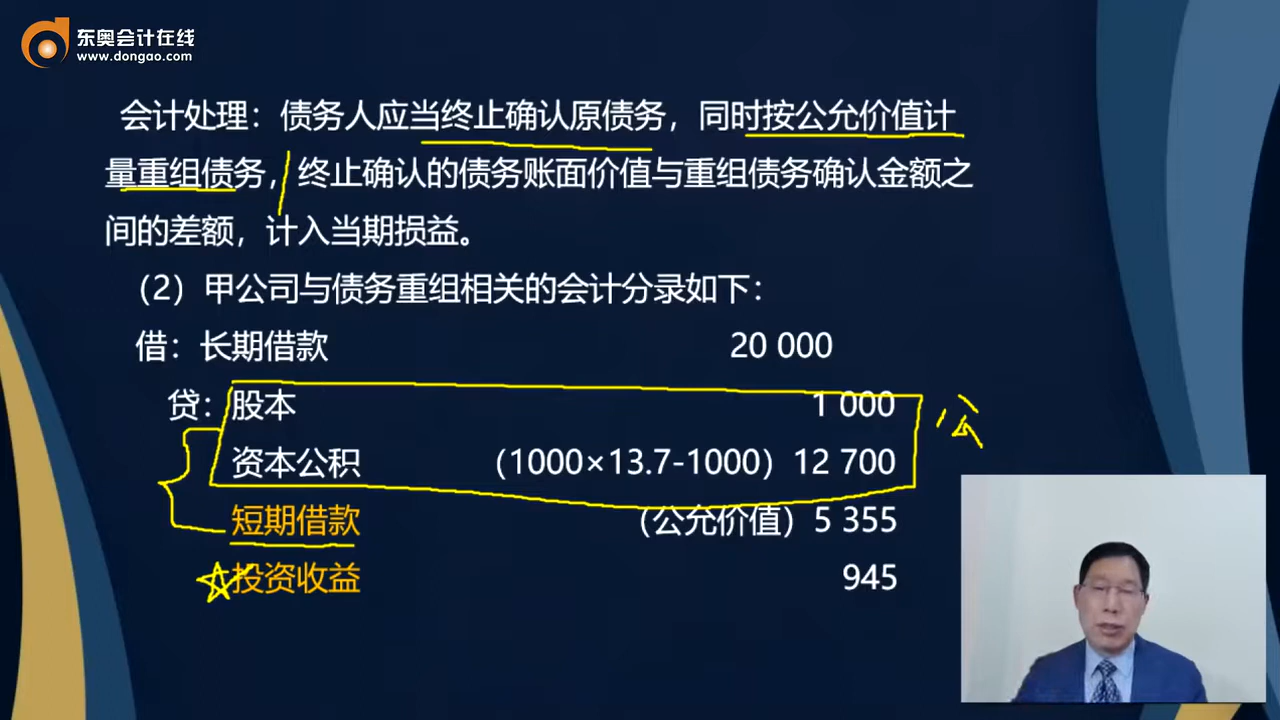 东奥会计在线
www.dongao.com
会计处理：债务人应当终止确认原债务，同时按公允价值计
量重组债务，终止确认的债务账面价值与重组债务确认金额之
间的差额，计入当期损益。
（2）甲公司与债务重组相关的会计分录如下：
借：长期借款 20 000
贷：股本 1 000
公
资本公积 （1000×13.7-1000）12 700
短期借款 （公允价值）5 355
投资收益 945